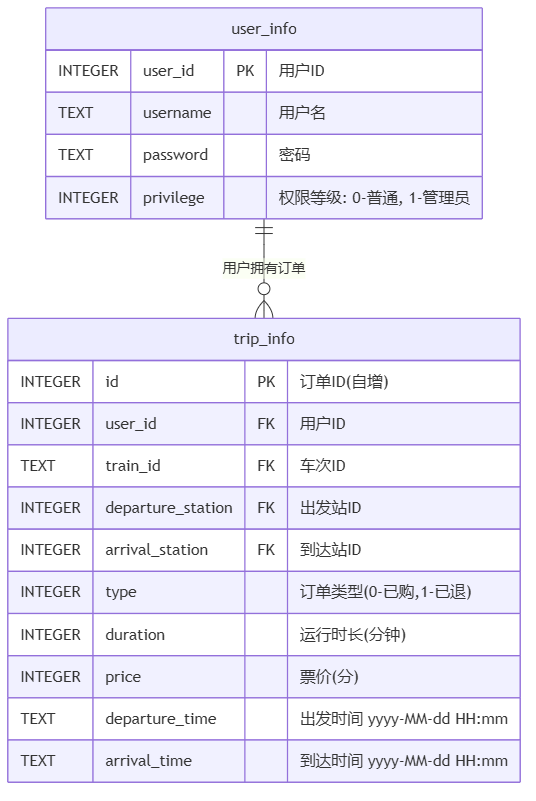 user_info
INTEGER user_id PK 用户ID
TEXT username 用户名
TEXT password 密码
INTEGER privilege 权限等级: 0-普通, 1-管理员
用户拥有订单
trip_info
INTEGER id PK 订单ID(自增)
INTEGER user_id FK 用户ID
TEXT train_id FK 车次ID
INTEGER departure_station FK 出发站ID
INTEGER arrival_station FK 到达站ID
INTEGER type 订单类型(0-已购,1-已退)
INTEGER duration 运行时长(分钟)
INTEGER price 票价(分)
TEXT departure_time 出发时间 yyyy-MM-dd HH:mm
TEXT arrival_time 到达时间 yyyy-MM-dd HH:mm